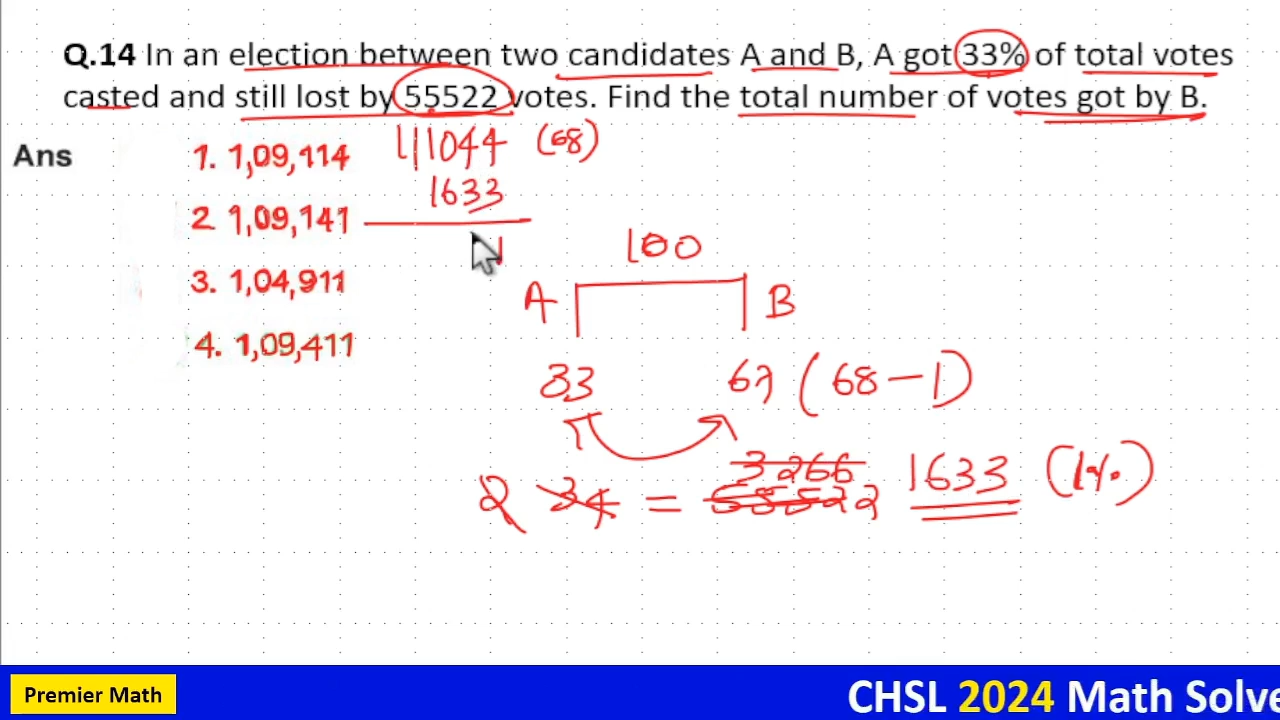 Q.14 In an election between two candidates A and B, A got 33% of total votes
casted and still lost by 55522 votes. Find the total number of votes got by B.
Ans
1. 1,09,114
2 1,09,141
3. 1,04,911
4. 1,09,411
111044 (68)
1633
1
100
A B
33 67 (68-1)
3266
2 34 = 55522 1633 (1%)
Premier Math
CHSL 2024 Math Solve